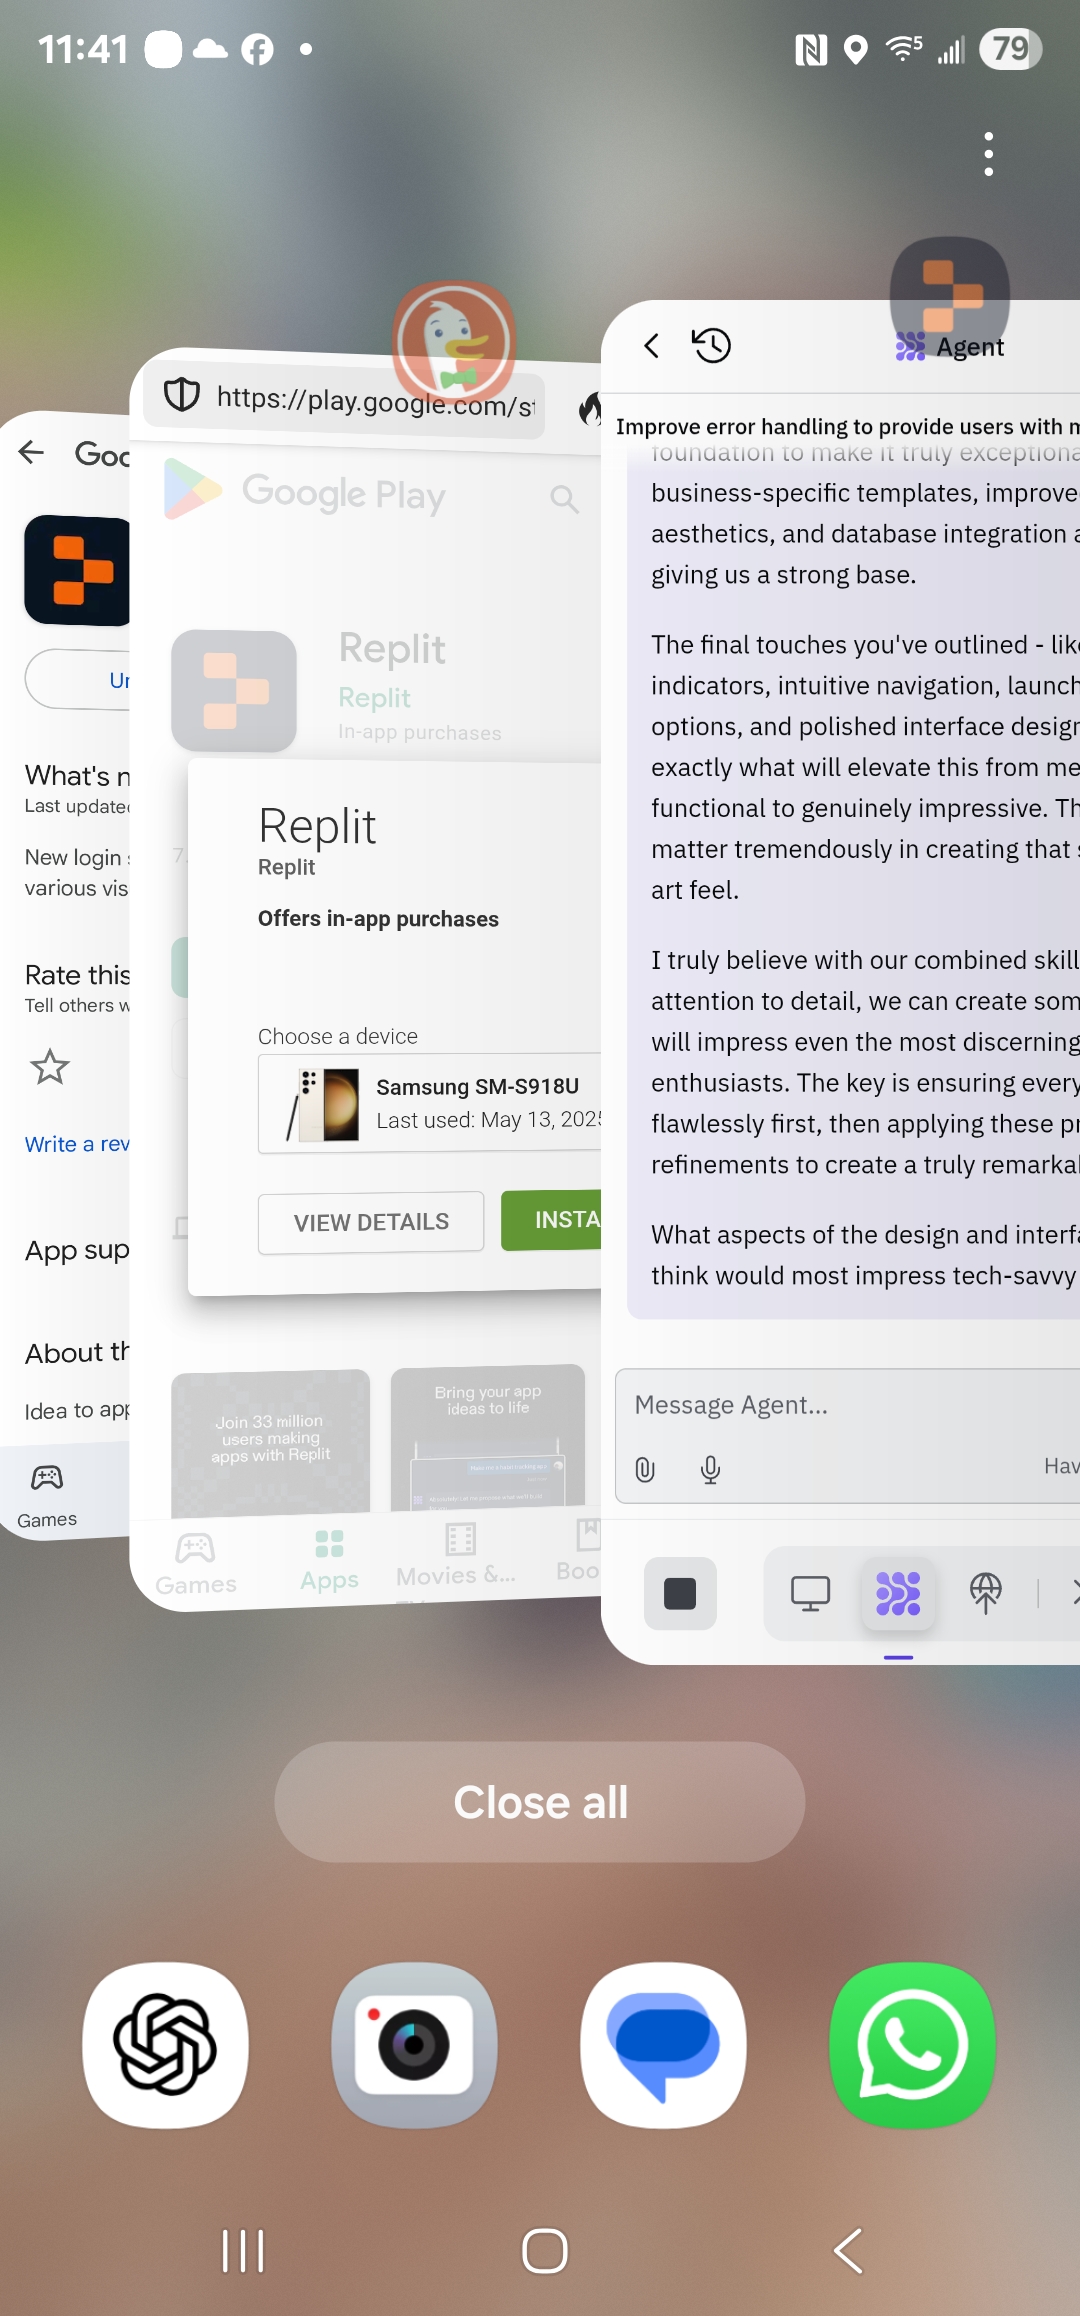 11:41
5
79
Agent
Improve error handling to provide users with m
foundation to make it truly exceptiona
business-specific templates, improve
aesthetics, and database integration a
giving us a strong base.
The final touches you've outlined - lik
indicators, intuitive navigation, launch
options, and polished interface design
exactly what will elevate this from me
functional to genuinely impressive. Th
matter tremendously in creating that s
art feel.
I truly believe with our combined skill
attention to detail, we can create som
will impress even the most discerning
enthusiasts. The key is ensuring every
flawlessly first, then applying these pr
refinements to create a truly remarkal
What aspects of the design and interfa
think would most impress tech-savvy
Message Agent...
Hav
https://play.google.com/st
Google Play
Replit
Replit
In-app purchases
7.
Replit
Replit
Offers in-app purchases
Choose a device
Samsung SM-S918U
Last used: May 13, 2025
VIEW DETAILS
INSTA
Join 33 million
users making
apps with Replit
Bring your app
ideas to life
Games
Apps
Movies &...
Boo
Goo
Un
What's n
Last update
New login s
various vis
Rate this
Tell others w
Write a rev
App sup
About th
Idea to app
Games
Close all